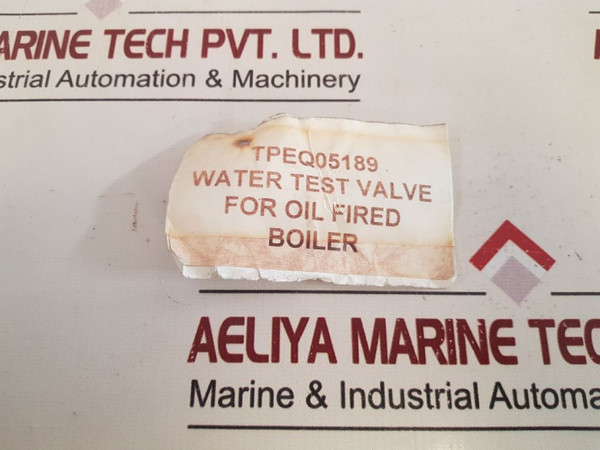 ARINE TECH PVT. LTD.
strial Automation & Machinery
TPEQ05189
WATER TEST VALVE
FOR OIL FIRED
BOILER
AELIYA MARINE TEC
Marine & Industrial Automa